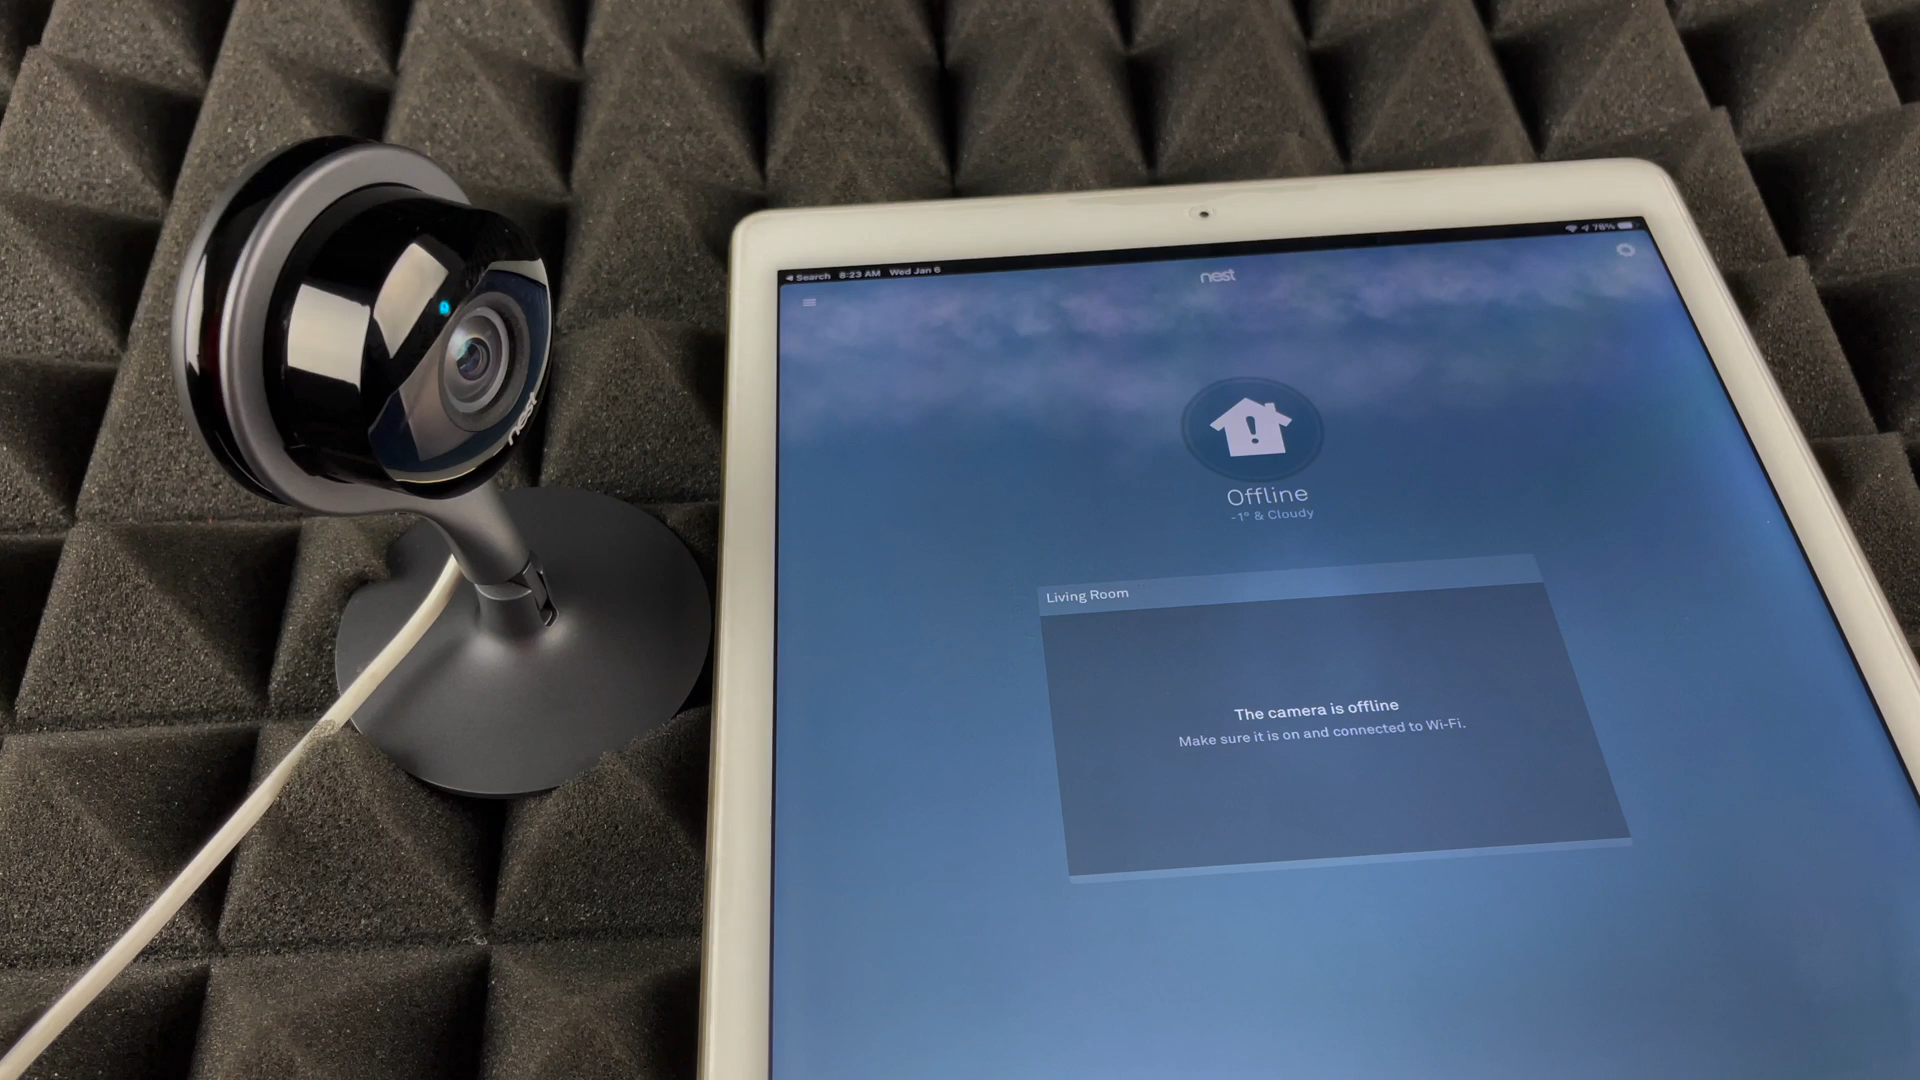 Search 8:23 AM Wed Jan 6
76%
nest
nest
Offline
-1° & Cloudy
Living Room
The camera is offline
Make sure it is on and connected to Wi-Fi.